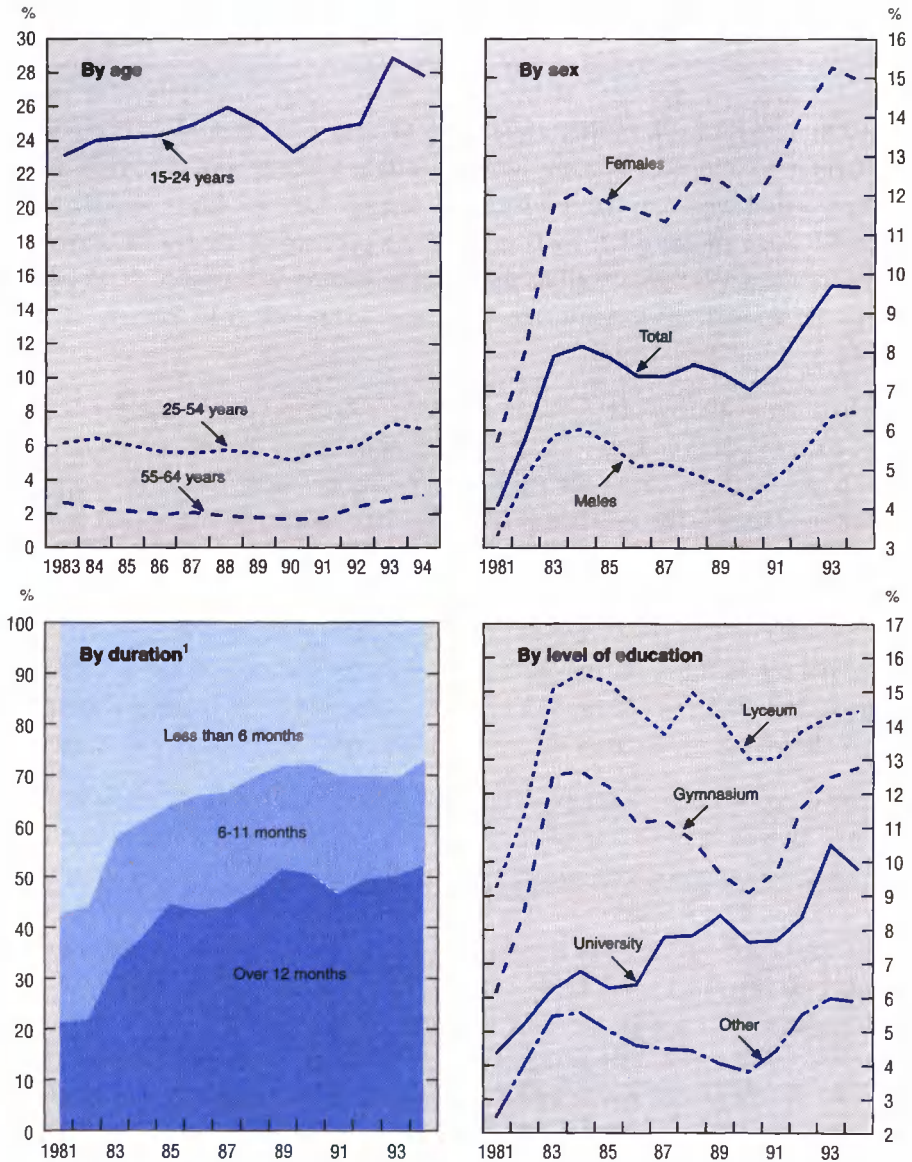 %
30
28
26
24
22
20
18
16
14
12
10
8
6
4
2
0
By age
15-24 years
25-54 years
55-64 years
1983 84 85 86 87 88 89 90 91 92 93 94
%
16
15
14
13
12
11
10
9
8
7
6
5
4
3
By sex
Females
Total
Males
1981 83 85 87 89 91 93
%
100
90
80
70
60
50
40
30
20
10
0
By duration¹
Less than 6 months
6-11 months
Over 12 months
1981 83 85 87 89 91 93
%
17
16
15
14
13
12
11
10
9
8
7
6
5
4
3
2
By level of education
Lyceum
Gymnasium
University
Other
1981 83 85 87 89 91 93